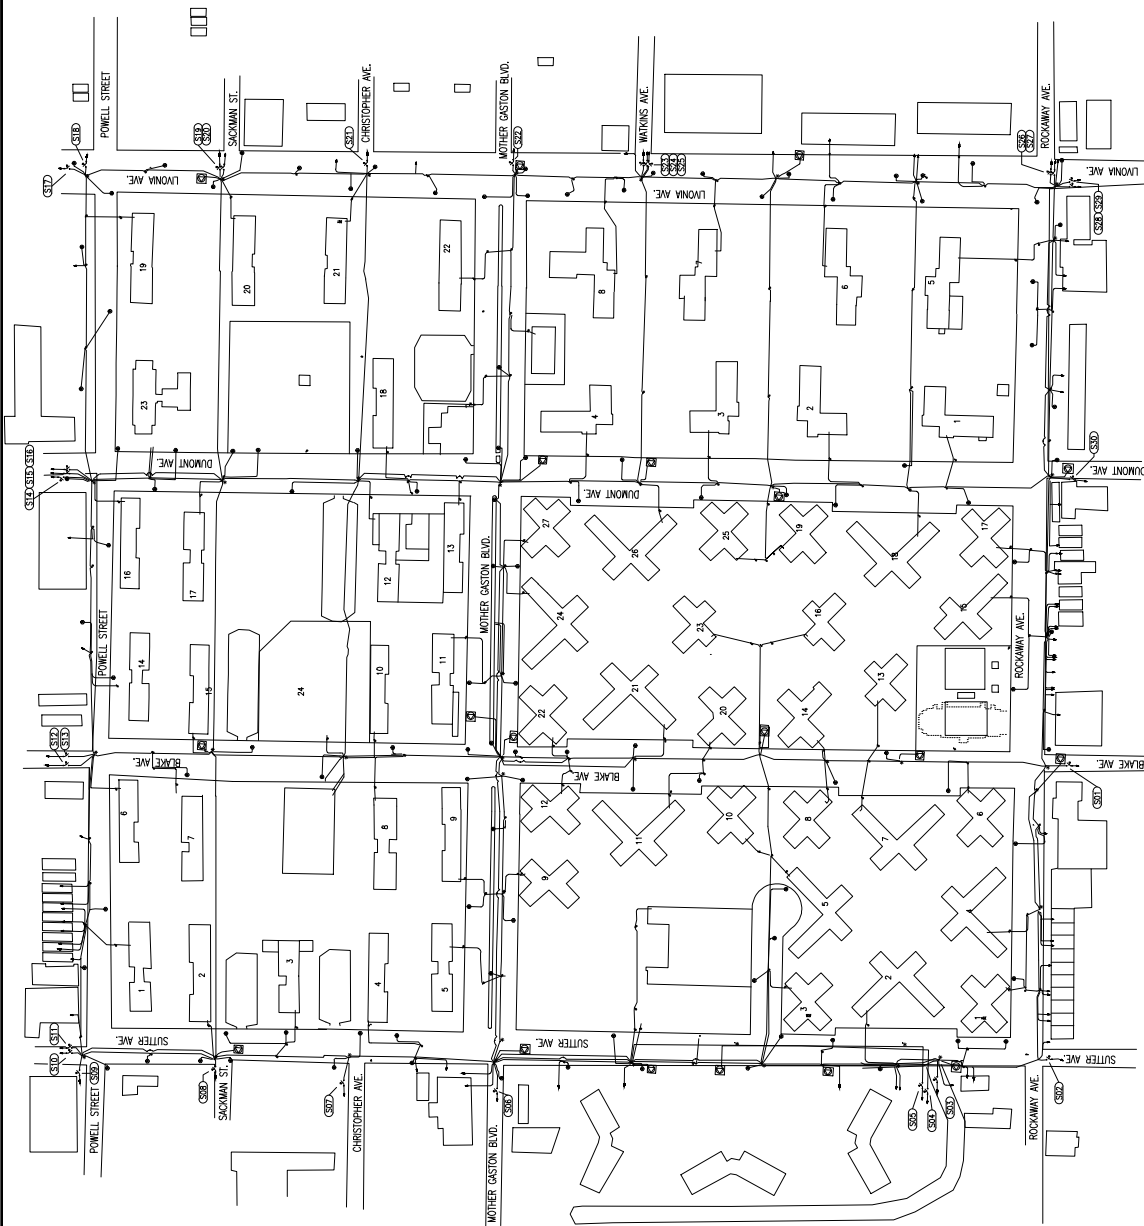 POWELL STREET
SACKMAN ST.
CHRISTOPHER AVE.
MOTHER GASTON BLVD.
WATKINS AVE.
ROCKAWAY AVE.
S18
S17
S19
S20
S21
S22
S23
S24
S25
S26
S27
S28
S29
LIVONIA AVE.
LIVONIA AVE.
LIVONIA AVE.
19
20
21
22
8
7
6
5
23
18
4
3
2
1
S14
S15
S16
S30
DUMONT AVE.
DUMONT AVE.
DUMONT AVE.
16
17
12
13
27
26
25
19
18
17
MOTHER GASTON BLVD.
POWELL STREET
ROCKAWAY AVE.
14
15
24
10
11
24
23
16
15
22
21
20
14
13
S12
S13
S01
BLAKE AVE.
BLAKE AVE.
BLAKE AVE.
6
7
8
9
12
11
10
8
7
6
9
5
4
1
2
3
4
5
3
2
1
SUTTER AVE.
SUTTER AVE.
S11
S10
S09
S08
S07
S06
S05
S04
S03
S02
POWELL STREET
SACKMAN ST.
CHRISTOPHER AVE.
MOTHER GASTON BLVD.
ROCKAWAY AVE.